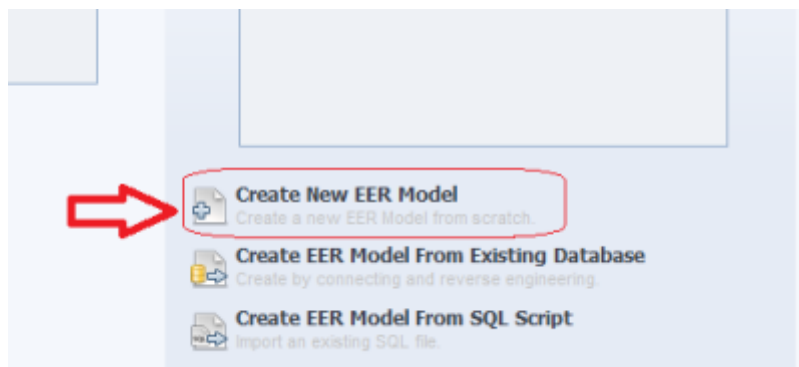 Create New EER Model
Create a new EER Model from scratch.
Create EER Model From Existing Database
Create by connecting and reverse engineering.
Create EER Model From SQL Script
Import an existing SQL file.